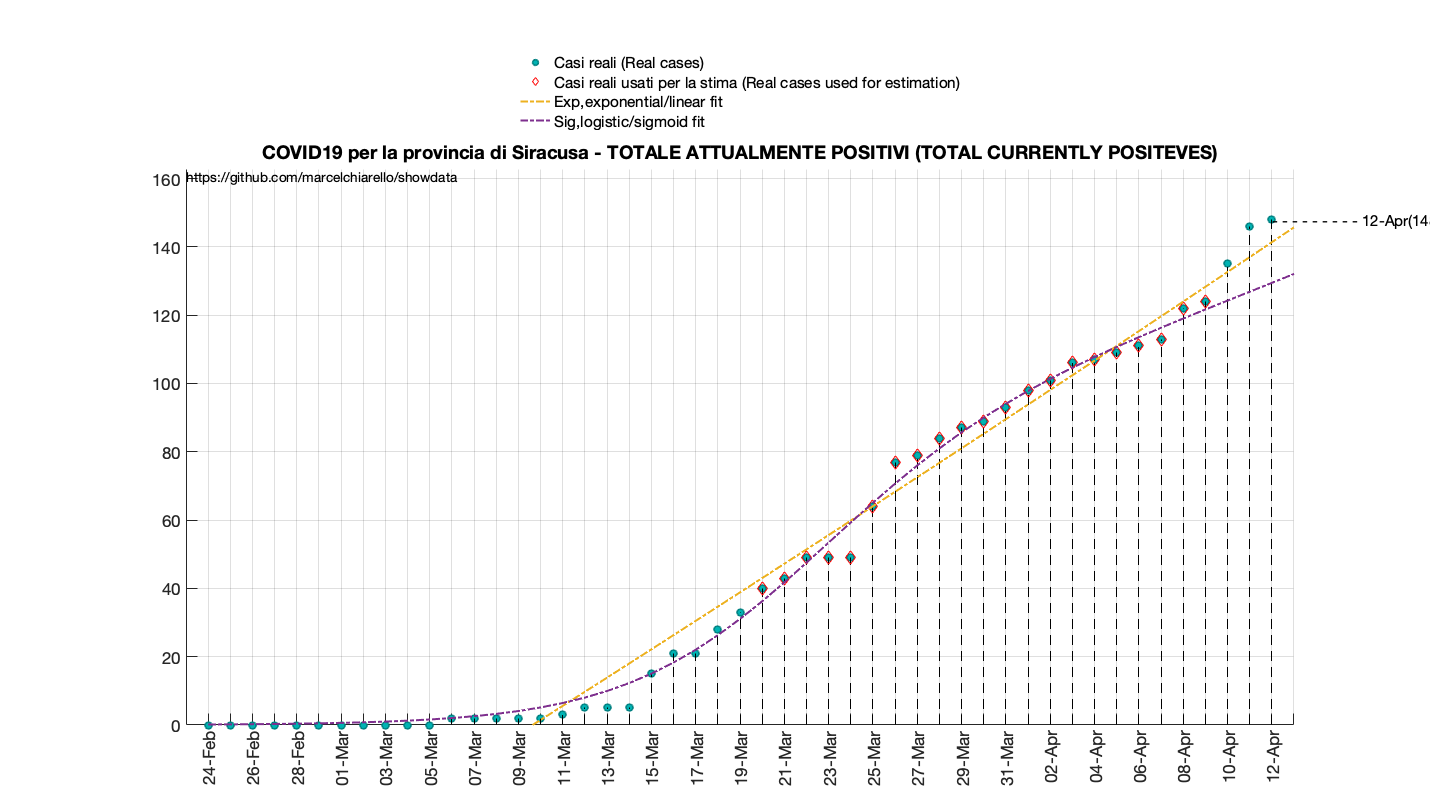 Casi reali (Real cases)
Casi reali usati per la stima (Real cases used for estimation)
Exp,exponential/linear fit
Sig,logistic/sigmoid fit
COVID19 per la provincia di Siracusa - TOTALE ATTUALMENTE POSITIVI (TOTAL CURRENTLY POSITEVES)
https://github.com/marcelchiarello/showdata
160
140
120
100
80
60
40
20
0
12-Apr(14
24-Feb
26-Feb
28-Feb
01-Mar
03-Mar
05-Mar
07-Mar
09-Mar
11-Mar
13-Mar
15-Mar
17-Mar
19-Mar
21-Mar
23-Mar
25-Mar
27-Mar
29-Mar
31-Mar
02-Apr
04-Apr
06-Apr
08-Apr
10-Apr
12-Apr